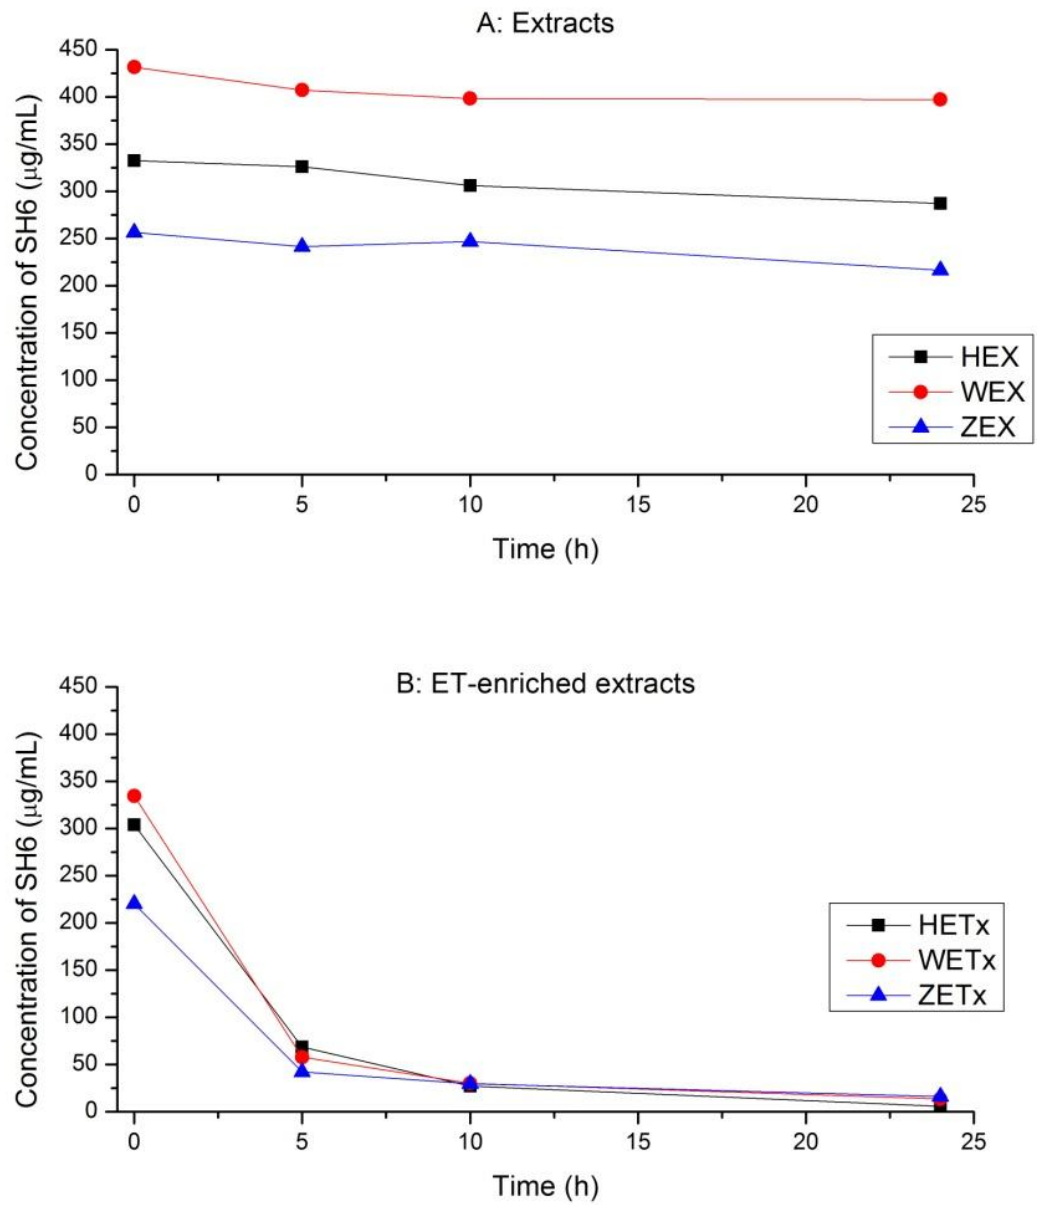 A: Extracts
Concentration of SH6 (μg/mL)
450
400
350
300
250
200
150
100
50
0
0 5 10 15 20 25
Time (h)
HEX
WEX
ZEX
B: ET-enriched extracts
Concentration of SH6 (μg/mL)
450
400
350
300
250
200
150
100
50
0
0 5 10 15 20 25
Time (h)
HETx
WETx
ZETx